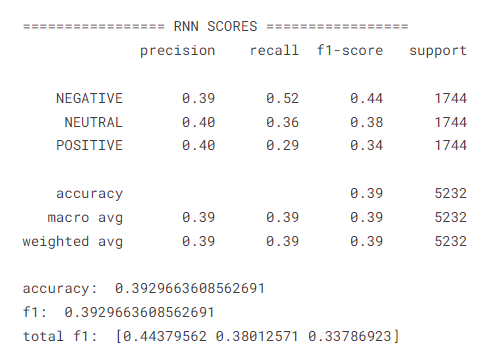 ================= RNN SCORES =================
precision recall f1-score support
NEGATIVE 0.39 0.52 0.44 1744
NEUTRAL 0.40 0.36 0.38 1744
POSITIVE 0.40 0.29 0.34 1744
accuracy 0.39 5232
macro avg 0.39 0.39 0.39 5232
weighted avg 0.39 0.39 0.39 5232
accuracy: 0.3929663608562691
f1: 0.3929663608562691
total f1: [0.44379562 0.38012571 0.33786923]